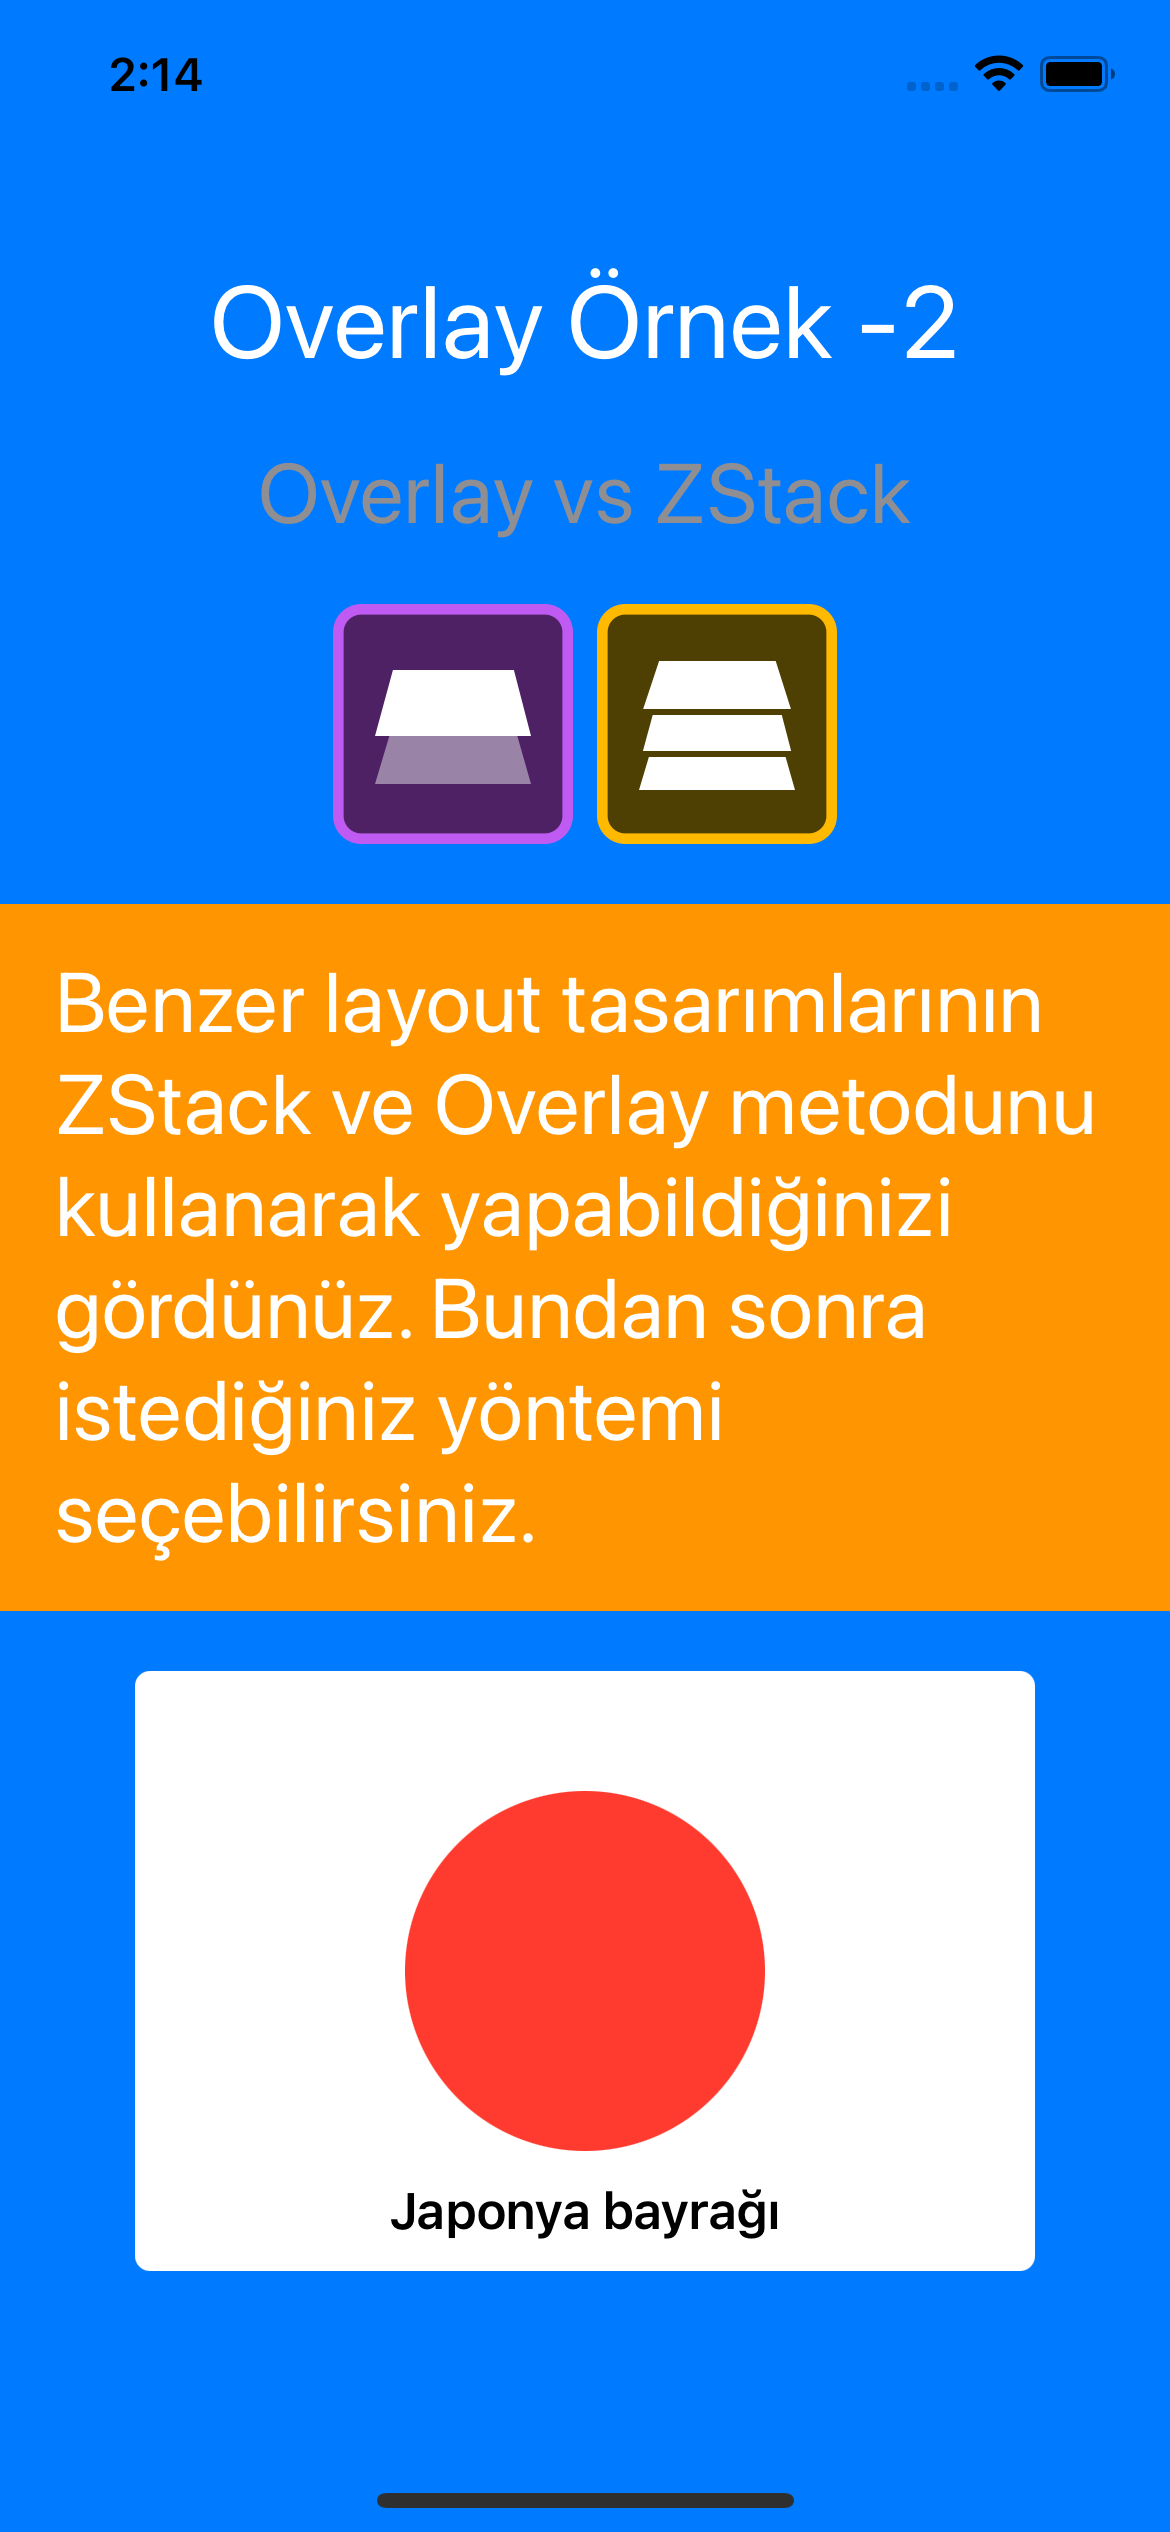 2:14
Overlay Örnek -2
Overlay vs ZStack
Benzer layout tasarımlarının
ZStack ve Overlay metodunu
kullanarak yapabildiğinizi
gördünüz. Bundan sonra
istediğiniz yöntemi
seçebilirsiniz.
Japonya bayrağı